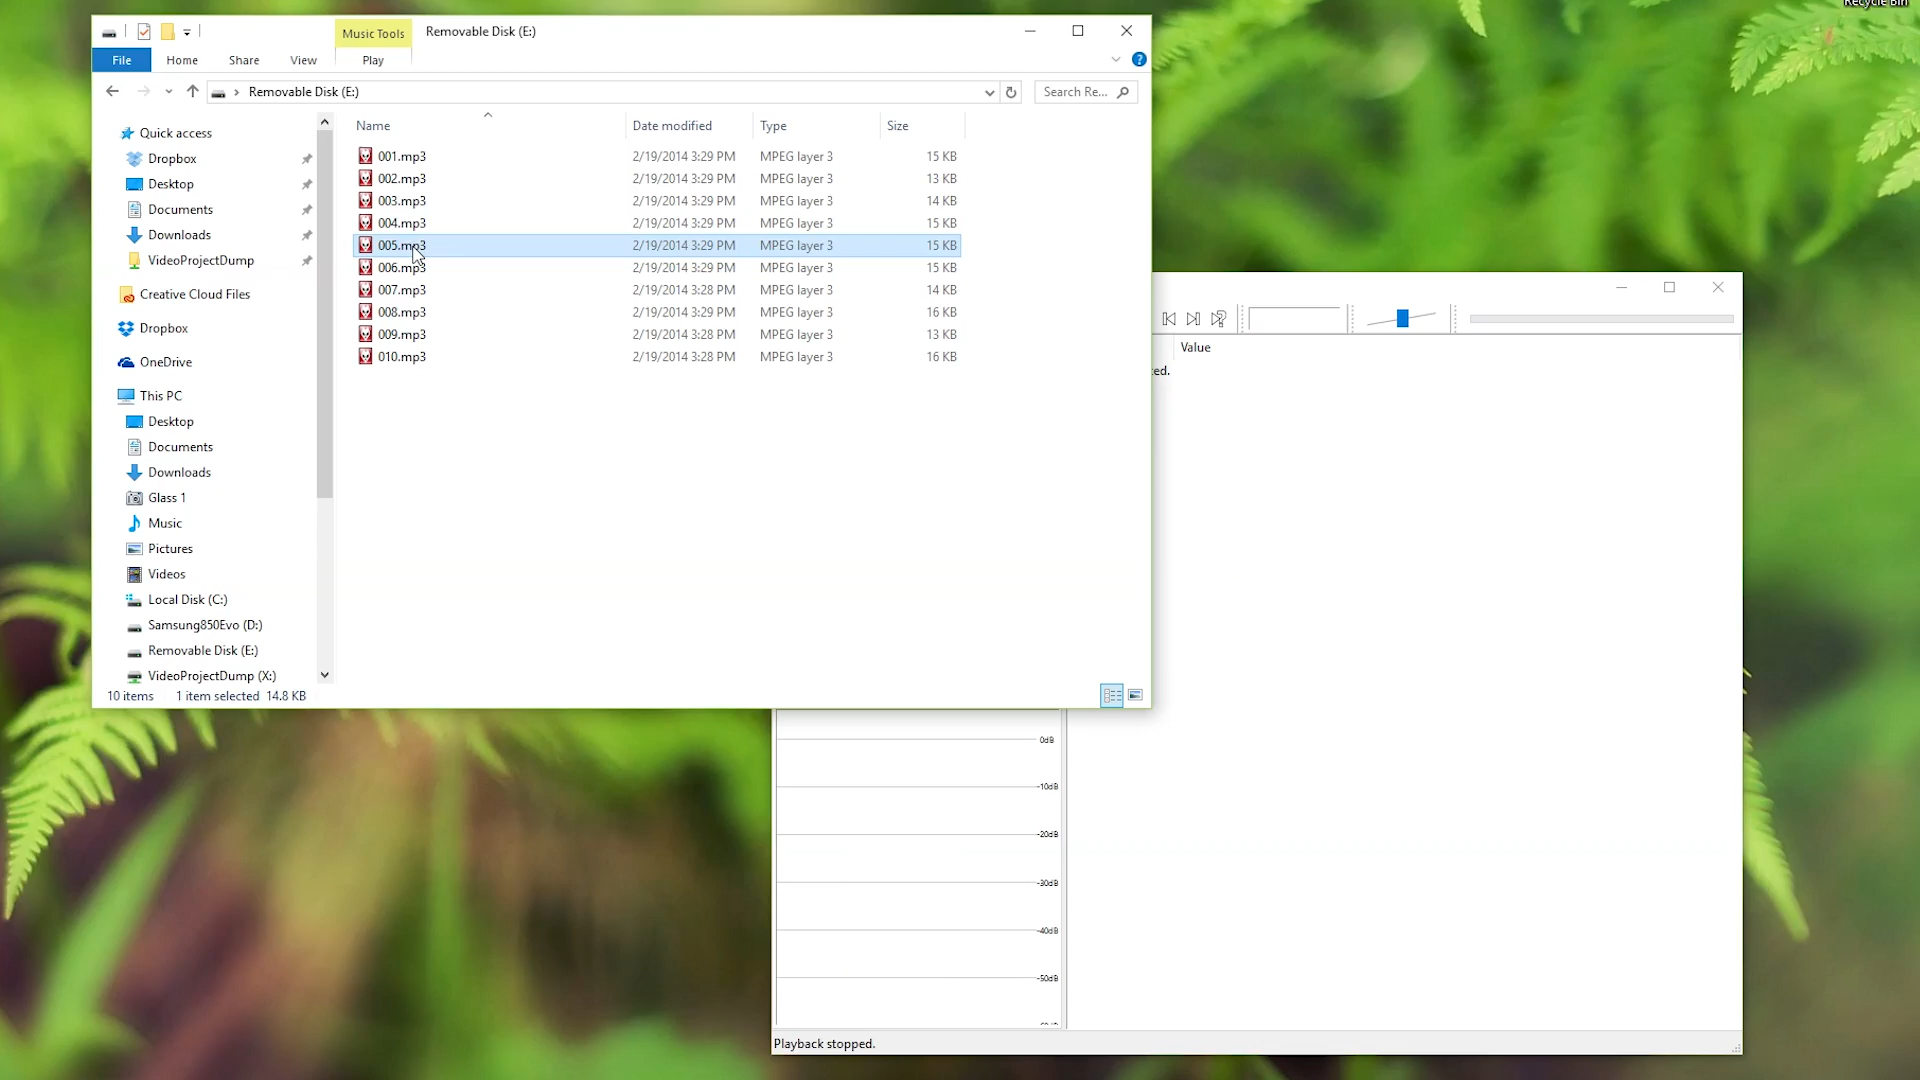 Recycle Bin
Music Tools
Removable Disk (E:)
File
Home
Share
View
Play
Removable Disk (E:)
Search Re...
Name
Date modified
Type
Size
001.mp3 2/19/2014 3:29 PM MPEG layer 3 15 KB
002.mp3 2/19/2014 3:29 PM MPEG layer 3 13 KB
003.mp3 2/19/2014 3:29 PM MPEG layer 3 14 KB
004.mp3 2/19/2014 3:29 PM MPEG layer 3 15 KB
005.mp3 2/19/2014 3:29 PM MPEG layer 3 15 KB
006.mp3 2/19/2014 3:29 PM MPEG layer 3 15 KB
007.mp3 2/19/2014 3:28 PM MPEG layer 3 14 KB
008.mp3 2/19/2014 3:29 PM MPEG layer 3 16 KB
009.mp3 2/19/2014 3:28 PM MPEG layer 3 13 KB
010.mp3 2/19/2014 3:28 PM MPEG layer 3 16 KB
Quick access
Dropbox
Desktop
Documents
Downloads
VideoProjectDump
Creative Cloud Files
Dropbox
OneDrive
This PC
Desktop
Documents
Downloads
Glass 1
Music
Pictures
Videos
Local Disk (C:)
Samsung850Evo (D:)
Removable Disk (E:)
VideoProjectDump (X:)
10 items 1 item selected 14.8 KB
Value
0dB
-10dB
-20dB
-30dB
-40dB
-50dB
Playback stopped.